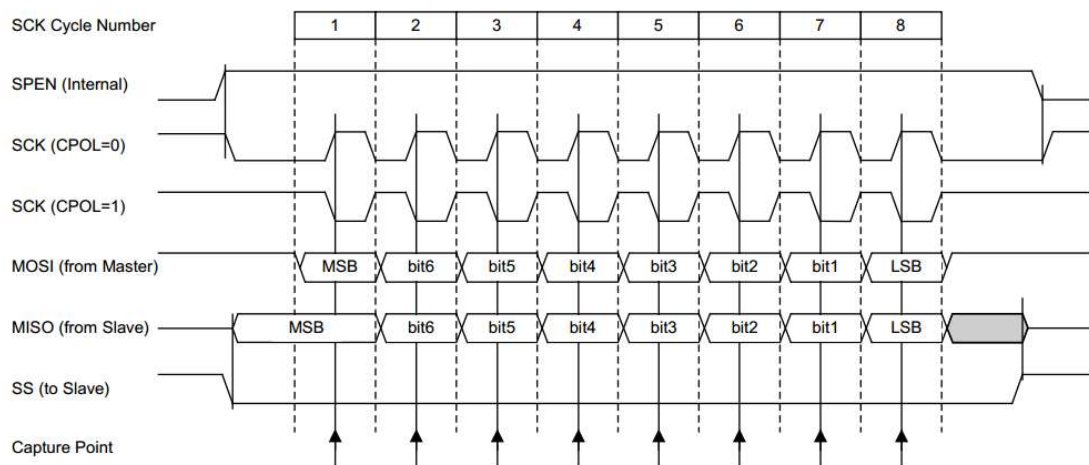 SCK Cycle Number 1 2 3 4 5 6 7 8
SPEN (Internal)
SCK (CPOL=0)
SCK (CPOL=1)
MOSI (from Master) MSB bit6 bit5 bit4 bit3 bit2 bit1 LSB
MISO (from Slave) MSB bit6 bit5 bit4 bit3 bit2 bit1 LSB
SS (to Slave)
Capture Point